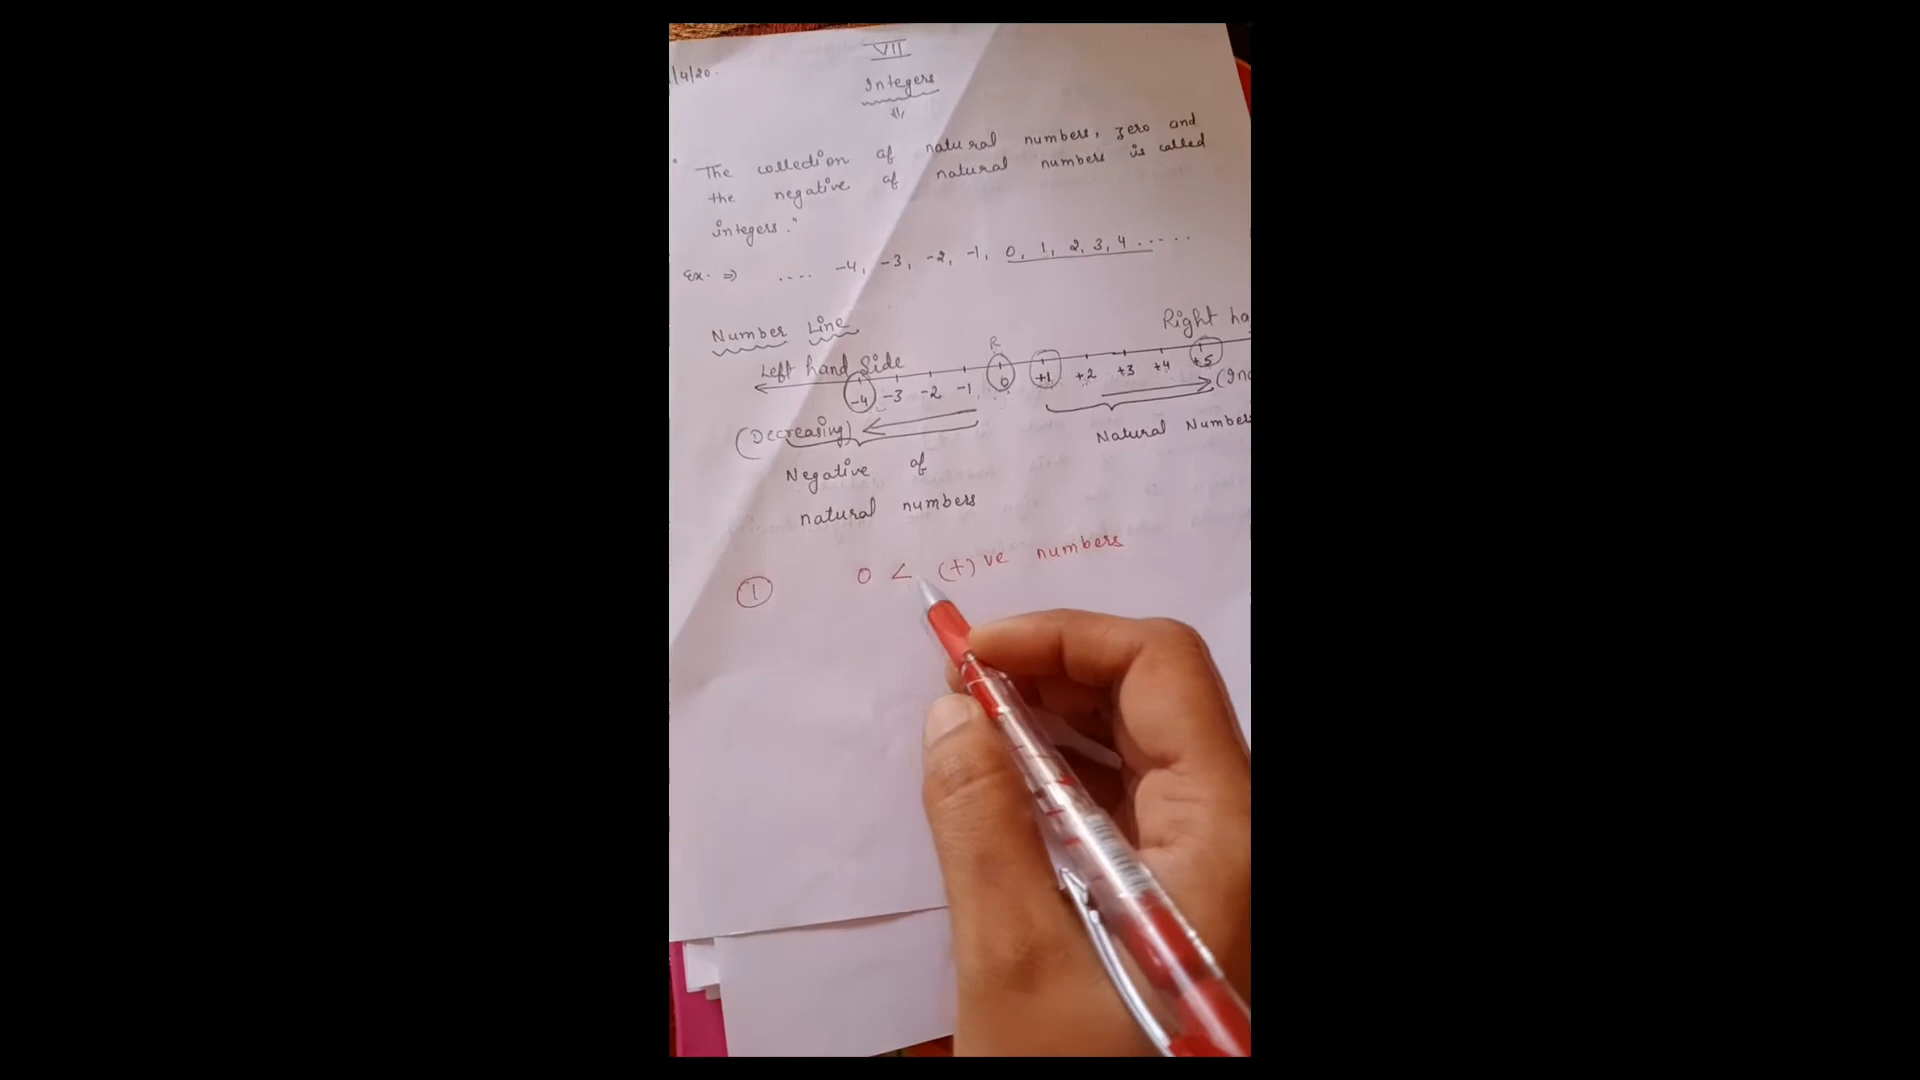 /4/20.
VII
Integers
The collection of natural numbers, zero and
the negative of natural numbers is called
integers."
Ex. ⇒ .... -4, -3, -2, -1, 0, 1, 2, 3, 4 ......
Number Line
Left hand Side Right ha
R
-4 -3 -2 -1 0 +1 +2 +3 +4 +5
(Decreasing) (Inc
Negative of Natural Number
natural numbers
① 0 < (+)ve numbers